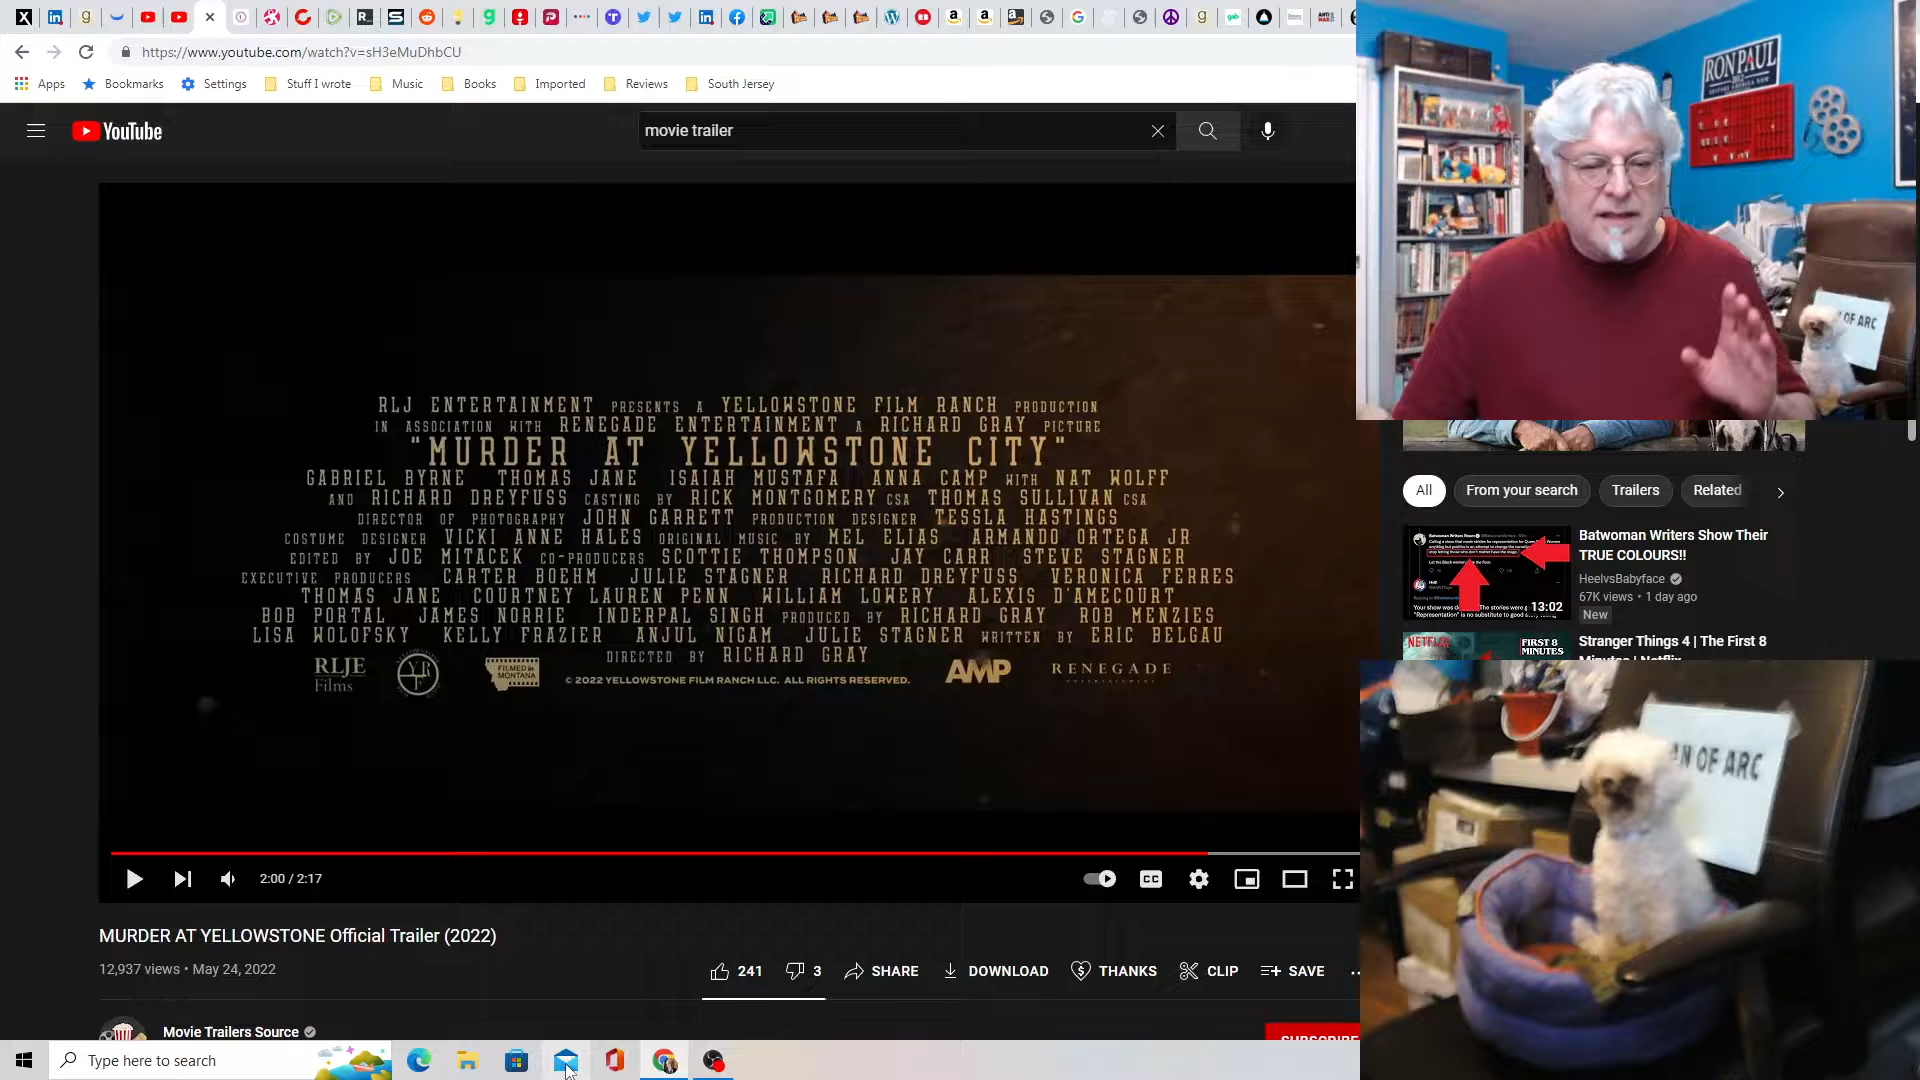 https://www.youtube.com/watch?v=sH3eMuDhbCU
Apps
Bookmarks
Settings
Stuff I wrote
Music
Books
Imported
Reviews
South Jersey
YouTube
movie trailer
RON PAUL
RLJ ENTERTAINMENT PRESENTS A YELLOWSTONE FILM RANCH PRODUCTION
IN ASSOCIATION WITH RENEGADE ENTERTAINMENT A RICHARD GRAY PICTURE
"MURDER AT YELLOWSTONE CITY"
GABRIEL BYRNE THOMAS JANE ISAIAH MUSTAFA ANNA CAMP WITH NAT WOLFF
AND RICHARD DREYFUSS CASTING BY RICK MONTGOMERY CSA THOMAS SULLIVAN CSA
DIRECTOR OF PHOTOGRAPHY JOHN GARRETT PRODUCTION DESIGNER TESSLA HASTINGS
COSTUME DESIGNER VICKI ANNE HALES ORIGINAL MUSIC BY MEL ELIAS ARMANDO ORTEGA JR
EDITED BY JOE MITACEK CO-PRODUCERS SCOTTIE THOMPSON JAY CARR STEVE STAGNER
EXECUTIVE PRODUCERS CARTER BOEHM JULIE STAGNER RICHARD DREYFUSS VERONICA FERRES
THOMAS JANE COURTNEY LAUREN PENN WILLIAM LOWERY ALEXIS D'AMECOURT
BOB PORTAL JAMES NORRIE INDERPAL SINGH PRODUCED BY RICHARD GRAY ROB MENZIES
LISA WOLOFSKY KELLY FRAZIER ANJUL NIGAM JULIE STAGNER WRITTEN BY ERIC BELGAU
DIRECTED BY RICHARD GRAY
RLJE Films
YRF
FILMED in MONTANA
© 2022 YELLOWSTONE FILM RANCH LLC. ALL RIGHTS RESERVED.
AMP
RENEGADE
ENTERTAINMENT
2:00 / 2:17
CC
MURDER AT YELLOWSTONE Official Trailer (2022)
12,937 views • May 24, 2022
241
3
SHARE
DOWNLOAD
THANKS
CLIP
SAVE
Movie Trailers Source
SUBSCRIBE
All
From your search
Trailers
Related
13:02
Batwoman Writers Show Their
TRUE COLOURS!!
HeelvsBabyface
67K views • 1 day ago
New
NETFLIX
FIRST 8
MINUTES
Stranger Things 4 | The First 8
Minutes | Netflix
OF ARC
N OF ARC
Type here to search